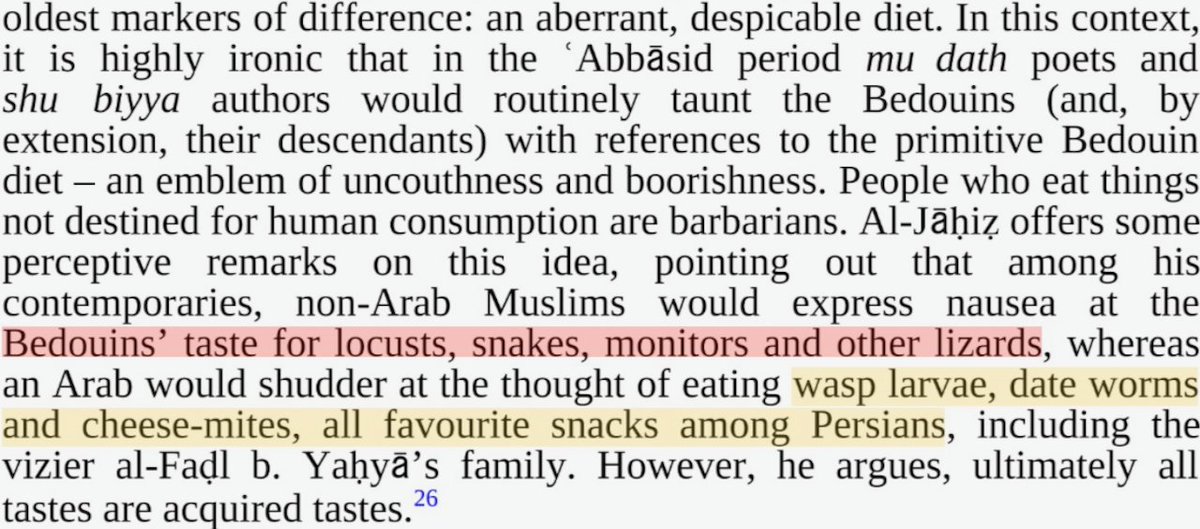 oldest markers of difference: an aberrant, despicable diet. In this context,
it is highly ironic that in the ʿAbbāsid period mu dath poets and
shu biyya authors would routinely taunt the Bedouins (and, by
extension, their descendants) with references to the primitive Bedouin
diet – an emblem of uncouthness and boorishness. People who eat things
not destined for human consumption are barbarians. Al-Jāḥiẓ offers some
perceptive remarks on this idea, pointing out that among his
contemporaries, non-Arab Muslims would express nausea at the
Bedouins’ taste for locusts, snakes, monitors and other lizards, whereas
an Arab would shudder at the thought of eating wasp larvae, date worms
and cheese-mites, all favourite snacks among Persians, including the
vizier al-Faḍl b. Yaḥyā’s family. However, he argues, ultimately all
tastes are acquired tastes.26